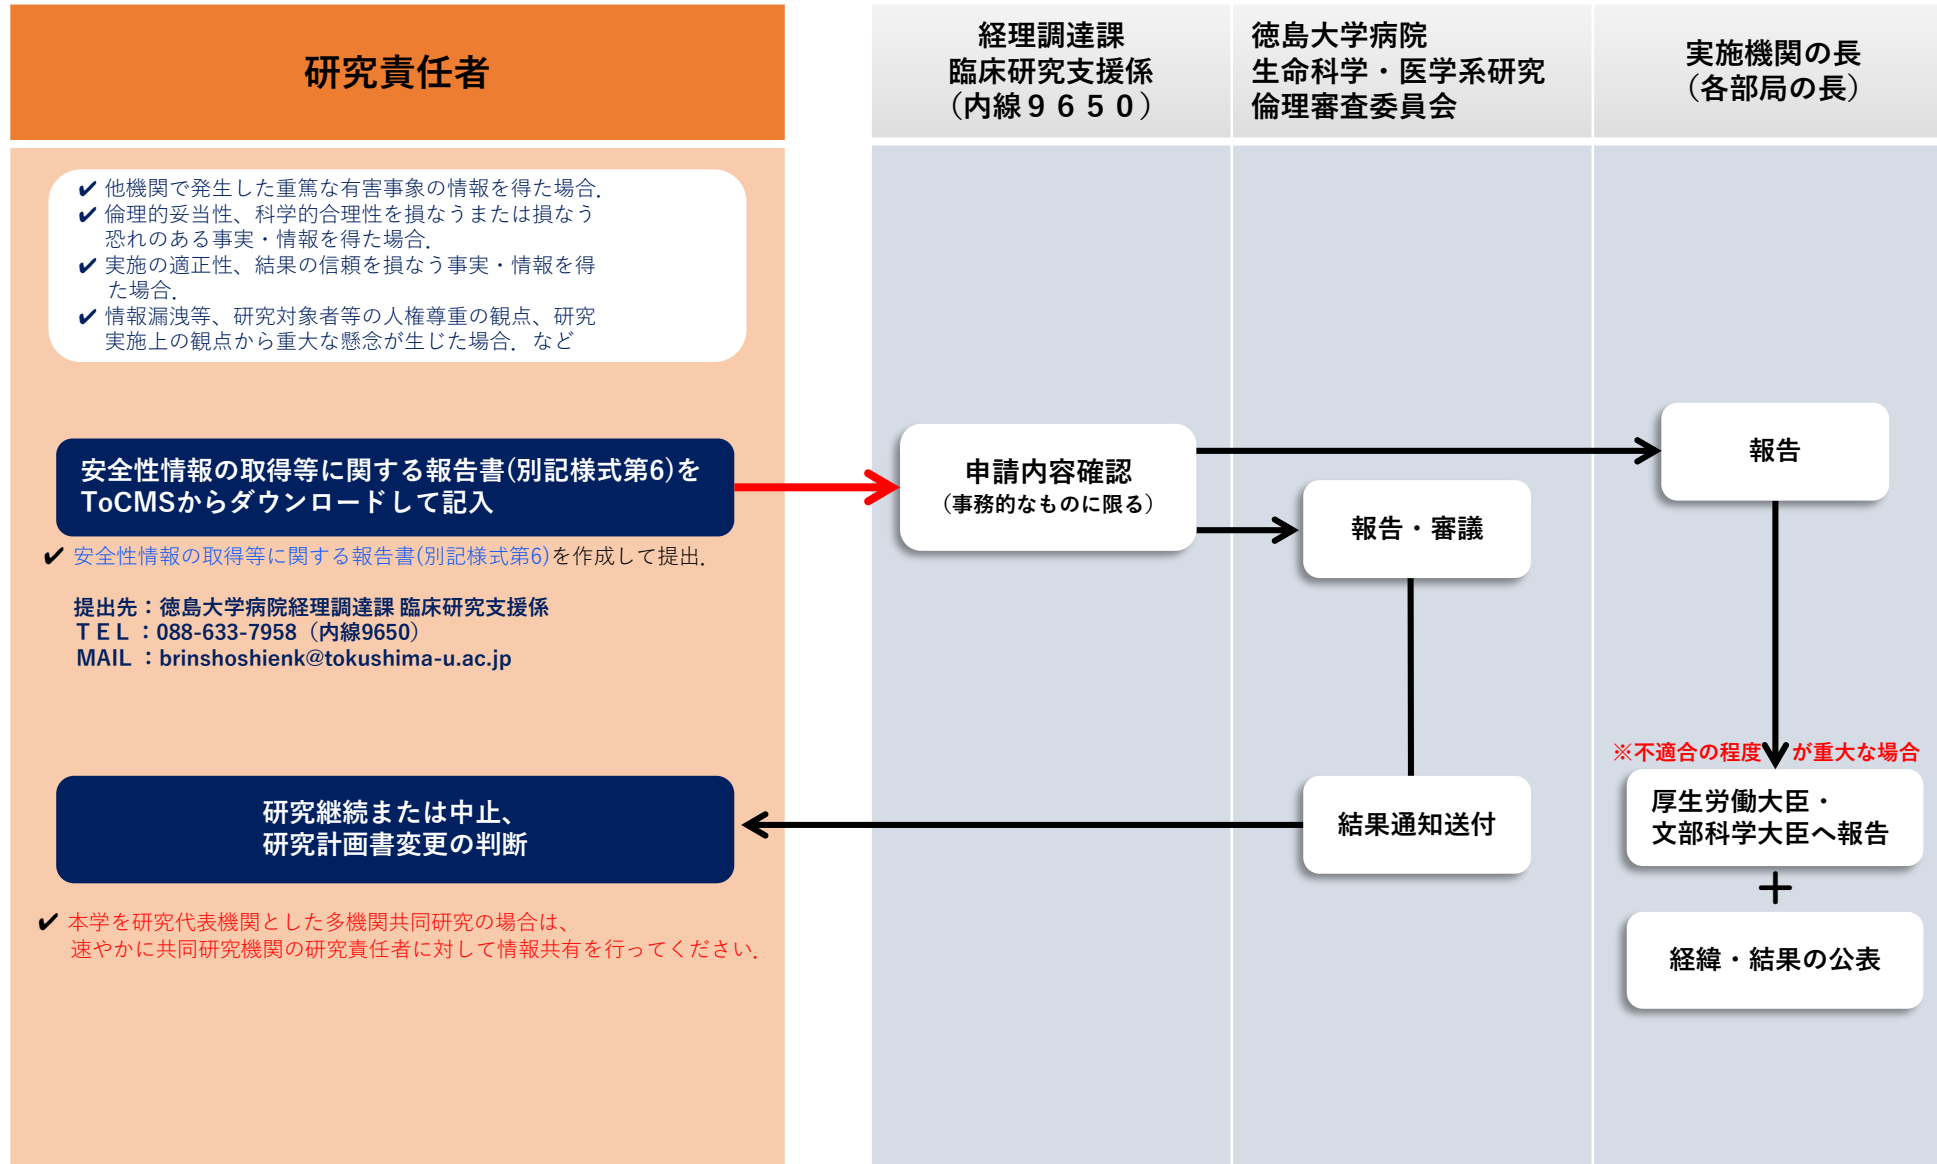 研究責任者
経理調達課
臨床研究支援係
（内線９６５０）
徳島大学病院
生命科学・医学系研究
倫理審査委員会
実施機関の長
（各部局の長）
✔ 他機関で発生した重篤な有害事象の情報を得た場合．
✔ 倫理的妥当性、科学的合理性を損なうまたは損なう
恐れのある事実・情報を得た場合．
✔ 実施の適正性、結果の信頼を損なう事実・情報を得
た場合．
✔ 情報漏洩等、研究対象者等の人権尊重の観点、研究
実施上の観点から重大な懸念が生じた場合．など
安全性情報の取得等に関する報告書(別記様式第6)を
ToCMSからダウンロードして記入
✔ 安全性情報の取得等に関する報告書(別記様式第6)を作成して提出．
提出先：徳島大学病院経理調達課 臨床研究支援係
ＴＥＬ：088-633-7958（内線9650）
MAIL ：brinshoshienk@tokushima-u.ac.jp
申請内容確認
（事務的なものに限る）
報告・審議
報告
※不適合の程度が重大な場合
研究継続または中止、
研究計画書変更の判断
結果通知送付
厚生労働大臣・
文部科学大臣へ報告
＋
経緯・結果の公表
✔ 本学を研究代表機関とした多機関共同研究の場合は、
速やかに共同研究機関の研究責任者に対して情報共有を行ってください．